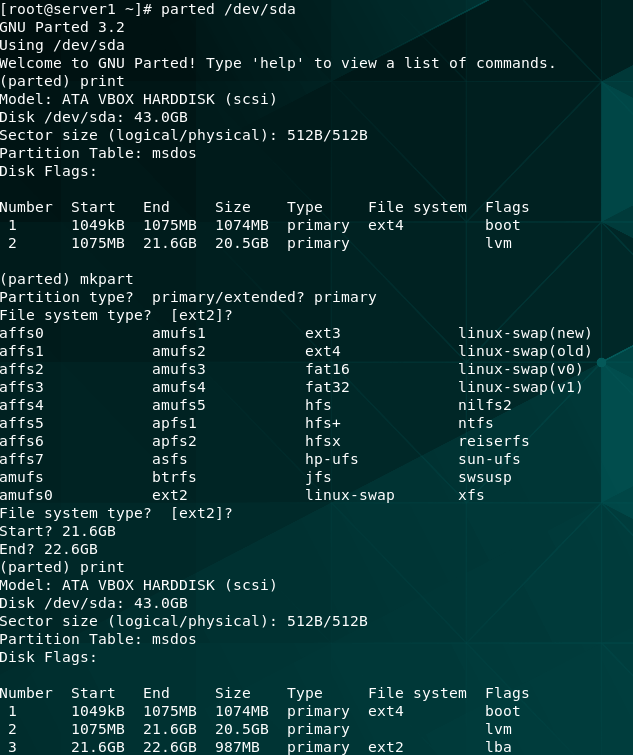 [root@server1 ~]# parted /dev/sda
GNU Parted 3.2
Using /dev/sda
Welcome to GNU Parted! Type 'help' to view a list of commands.
(parted) print
Model: ATA VBOX HARDDISK (scsi)
Disk /dev/sda: 43.0GB
Sector size (logical/physical): 512B/512B
Partition Table: msdos
Disk Flags:

Number  Start   End     Size    Type     File system  Flags
 1      1049kB  1075MB  1074MB  primary  ext4         boot
 2      1075MB  21.6GB  20.5GB  primary               lvm

(parted) mkpart
Partition type?  primary/extended? primary
File system type?  [ext2]?
affs0            amufs1           ext3             linux-swap(new)
affs1            amufs2           ext4             linux-swap(old)
affs2            amufs3           fat16            linux-swap(v0)
affs3            amufs4           fat32            linux-swap(v1)
affs4            amufs5           hfs              nilfs2
affs5            apfs1            hfs+             ntfs
affs6            apfs2            hfsx             reiserfs
affs7            asfs             hp-ufs           sun-ufs
amufs            btrfs            jfs              swsusp
amufs0           ext2             linux-swap       xfs
File system type?  [ext2]?
Start? 21.6GB
End? 22.6GB
(parted) print
Model: ATA VBOX HARDDISK (scsi)
Disk /dev/sda: 43.0GB
Sector size (logical/physical): 512B/512B
Partition Table: msdos
Disk Flags:

Number  Start   End     Size    Type     File system  Flags
 1      1049kB  1075MB  1074MB  primary  ext4         boot
 2      1075MB  21.6GB  20.5GB  primary               lvm
 3      21.6GB  22.6GB  987MB   primary  ext2         lba